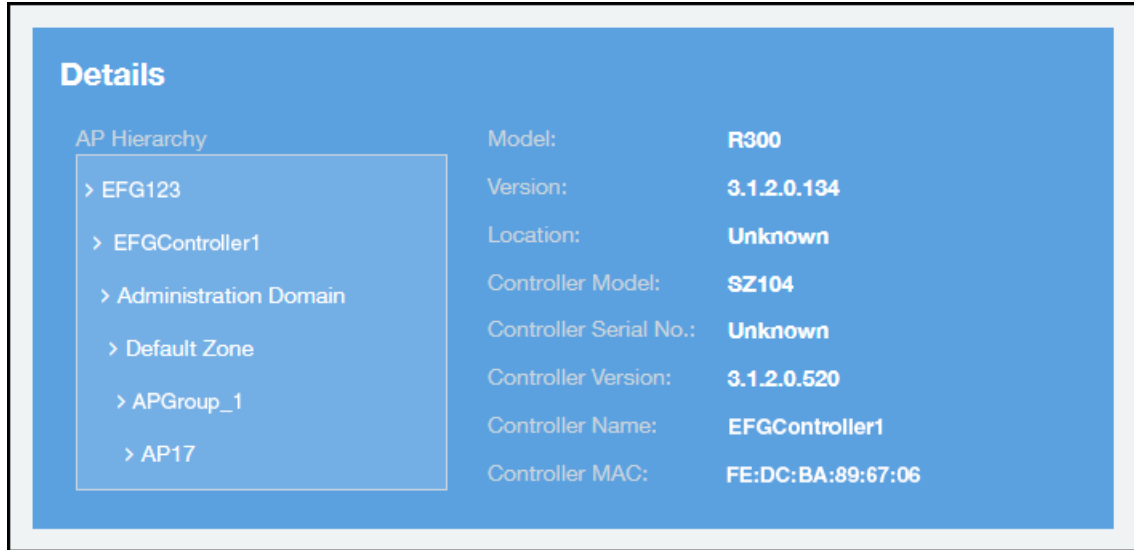 Details
AP Hierarchy
> EFG123
> EFGController1
> Administration Domain
> Default Zone
> APGroup_1
> AP17
Model: R300
Version: 3.1.2.0.134
Location: Unknown
Controller Model: SZ104
Controller Serial No.: Unknown
Controller Version: 3.1.2.0.520
Controller Name: EFGController1
Controller MAC: FE:DC:BA:89:67:06